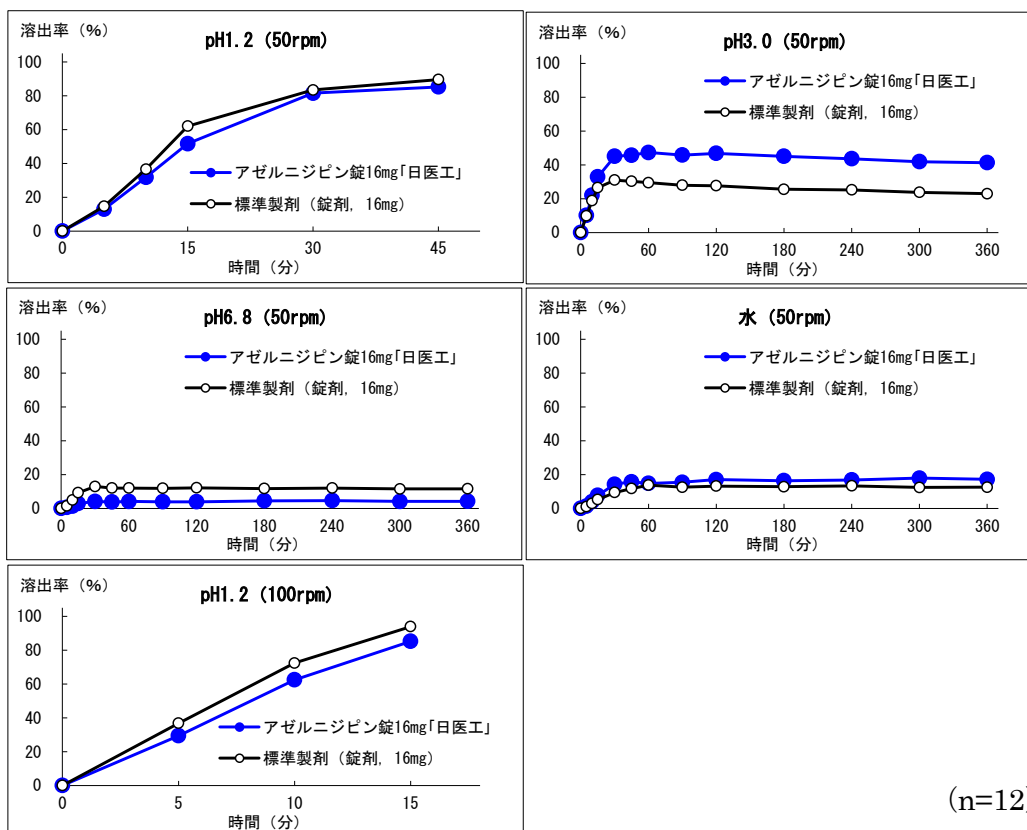 溶出率（%）
pH1.2 (50rpm)
100
80
60
40
20
0
アゼルニジピン錠16mg「日医工」
標準製剤（錠剤, 16mg）
0 15 30 45
時間（分）
溶出率（%）
pH3.0 (50rpm)
100
80
60
40
20
0
アゼルニジピン錠16mg「日医工」
標準製剤（錠剤, 16mg）
0 60 120 180 240 300 360
時間（分）
溶出率（%）
pH6.8 (50rpm)
100
80
60
40
20
0
アゼルニジピン錠16mg「日医工」
標準製剤（錠剤, 16mg）
0 60 120 180 240 300 360
時間（分）
溶出率（%）
水 (50rpm)
100
80
60
40
20
0
アゼルニジピン錠16mg「日医工」
標準製剤（錠剤, 16mg）
0 60 120 180 240 300 360
時間（分）
溶出率（%）
pH1.2 (100rpm)
100
80
60
40
20
0
アゼルニジピン錠16mg「日医工」
標準製剤（錠剤, 16mg）
0 5 10 15
時間（分）
(n=12)